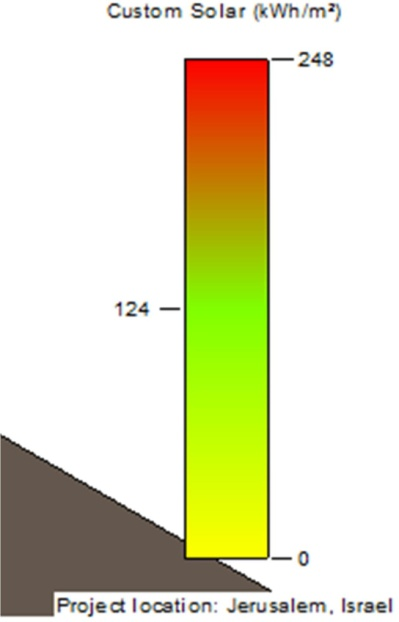 Custom Solar (kWh/m²)
248
124
0
Project location: Jerusalem, Israel